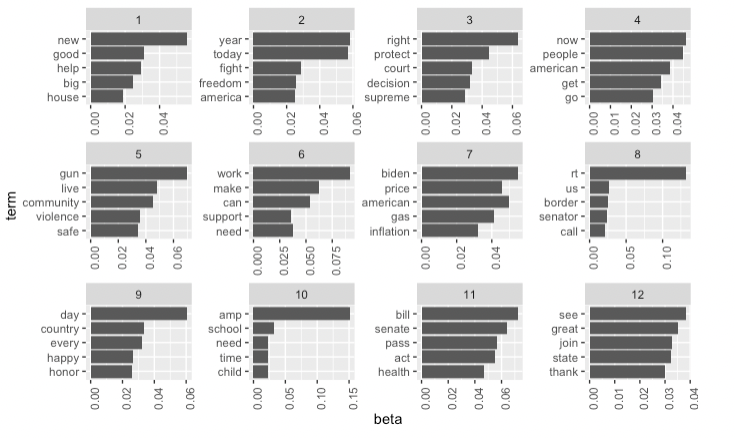 1 2 3 4
new year right now
good today protect people
help fight court american
big freedom decision get
house america supreme go
0.00 0.02 0.04 0.00 0.02 0.04 0.06 0.00 0.02 0.04 0.06 0.00 0.01 0.02 0.03 0.04
5 6 7 8
gun work biden rt
live make price us
community can american border
violence support gas senator
safe need inflation call
0.00 0.02 0.04 0.06 0.000 0.025 0.050 0.075 0.00 0.02 0.04 0.00 0.05 0.10
term
9 10 11 12
day amp bill see
country school senate great
every need pass join
happy time act state
honor child health thank
0.00 0.02 0.04 0.06 0.00 0.05 0.10 0.15 0.00 0.02 0.04 0.06 0.00 0.01 0.02 0.03 0.04
beta